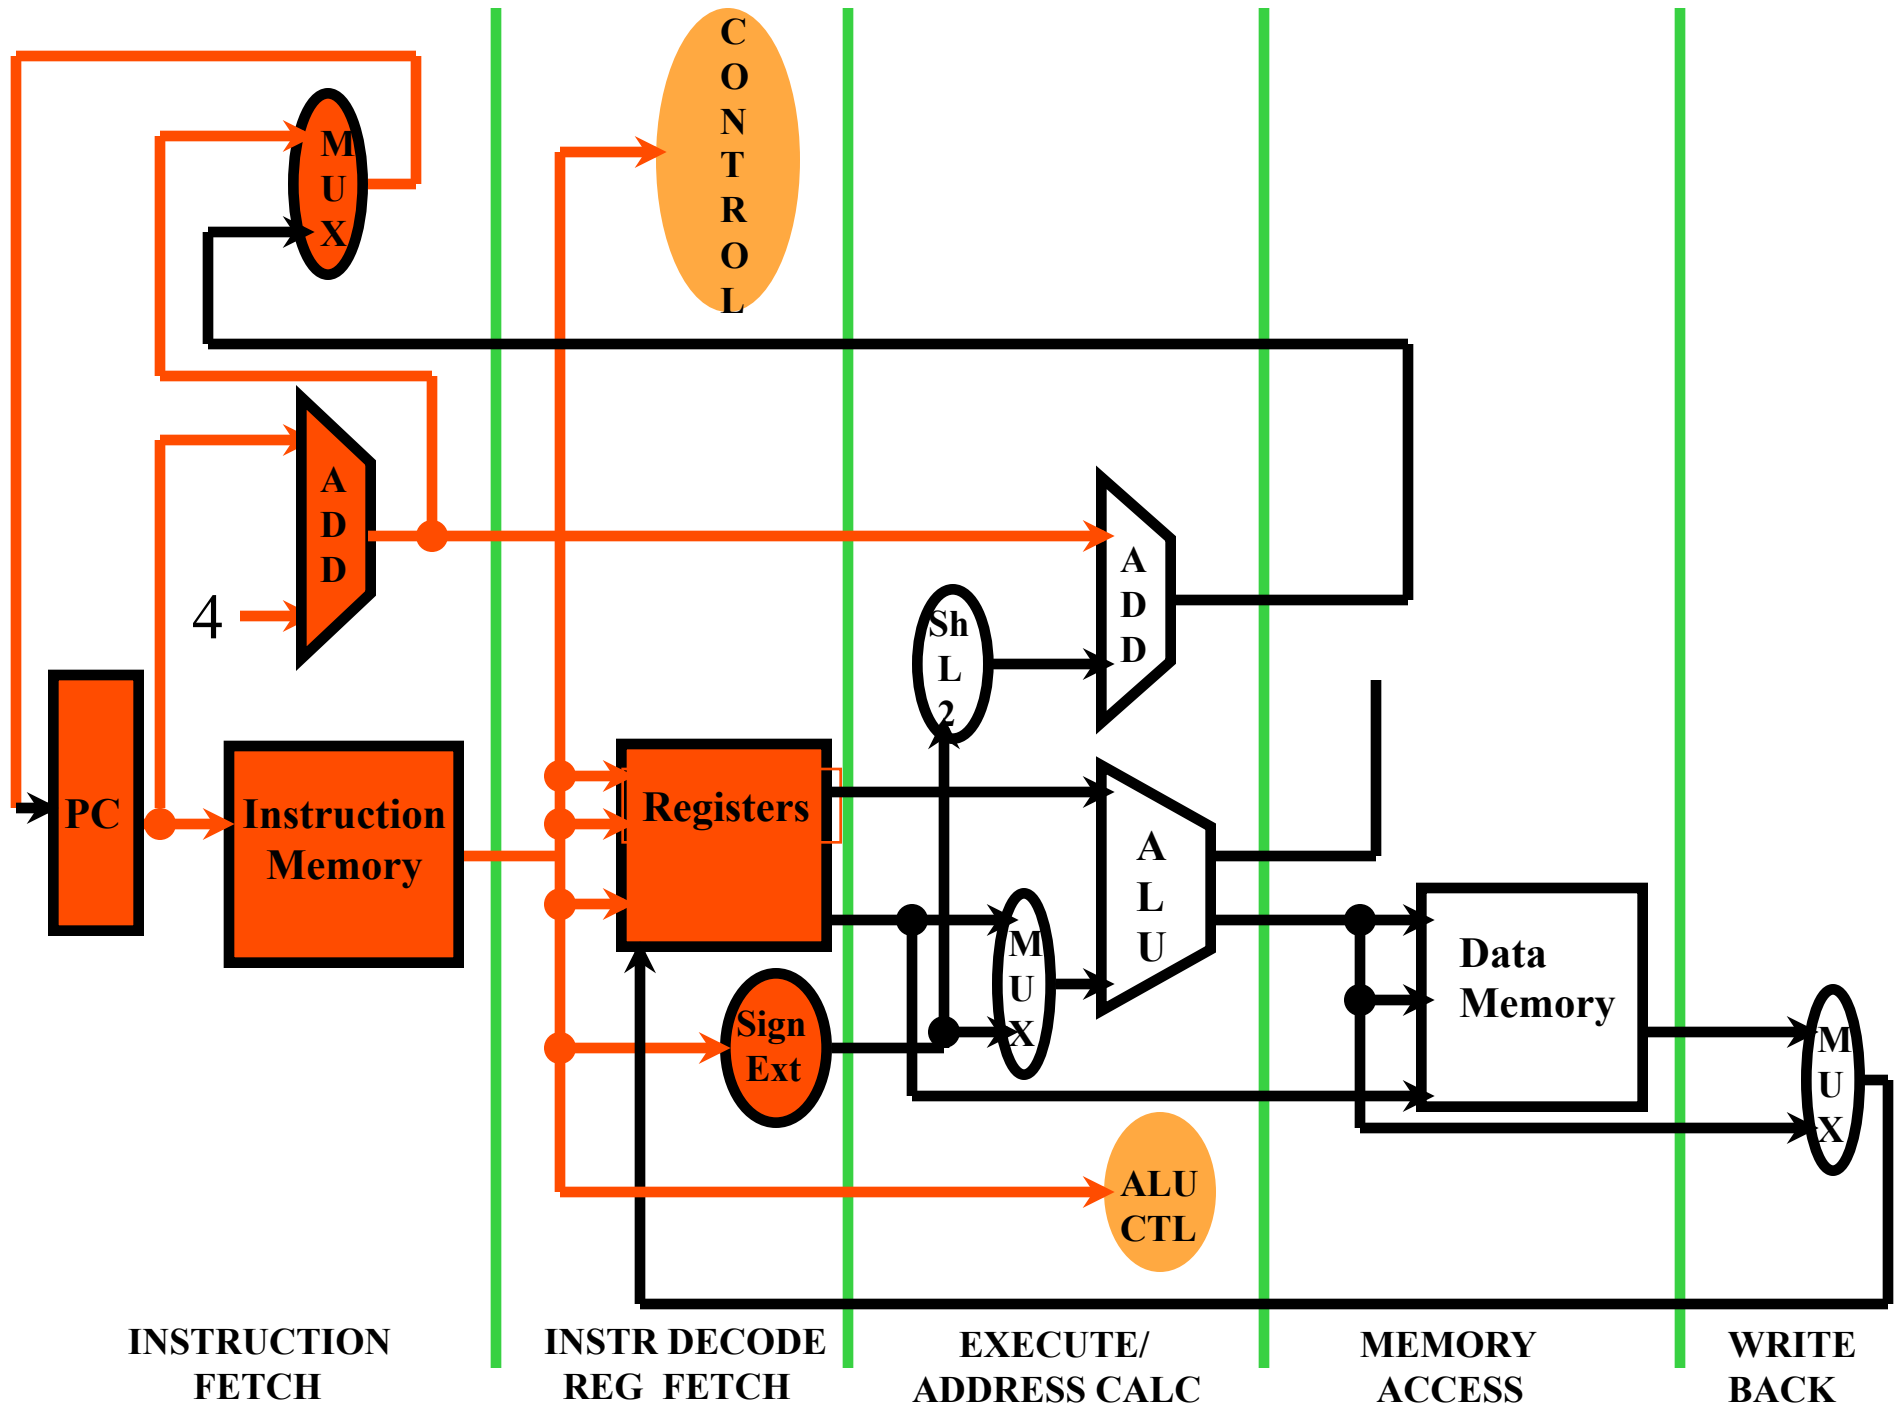 C
O
N
T
R
O
L
M
U
X
A
D
D
4
A
D
D
Sh
L
2
PC
Instruction
Memory
Registers
A
L
U
M
U
X
Data
Memory
Sign
Ext
M
U
X
ALU
CTL
INSTRUCTION
FETCH
INSTR DECODE
REG FETCH
EXECUTE/
ADDRESS CALC
MEMORY
ACCESS
WRITE
BACK